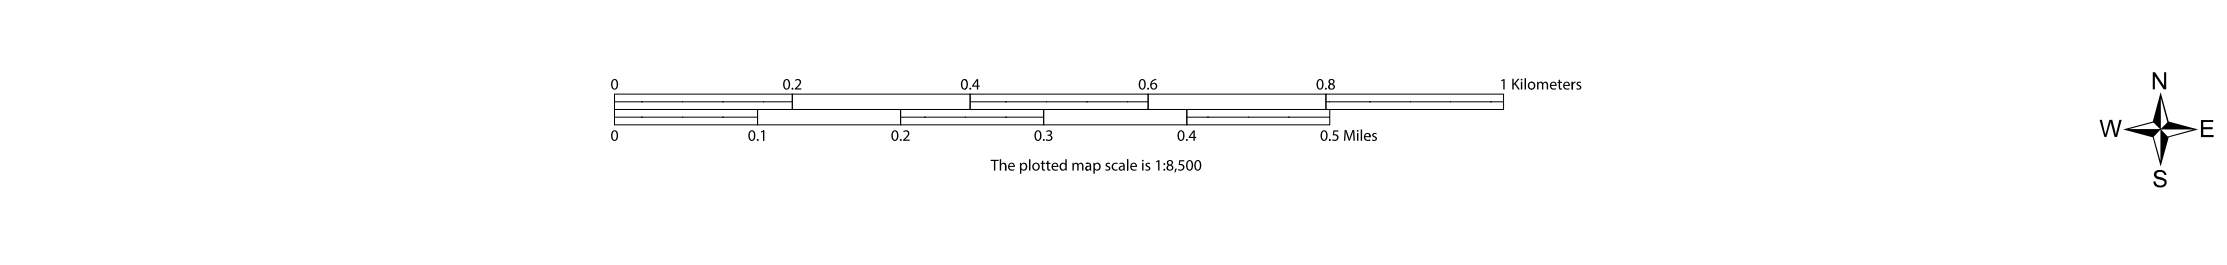 0 0.2 0.4 0.6 0.8 1 Kilometers
0 0.1 0.2 0.3 0.4 0.5 Miles
The plotted map scale is 1:8,500
N
W E
S